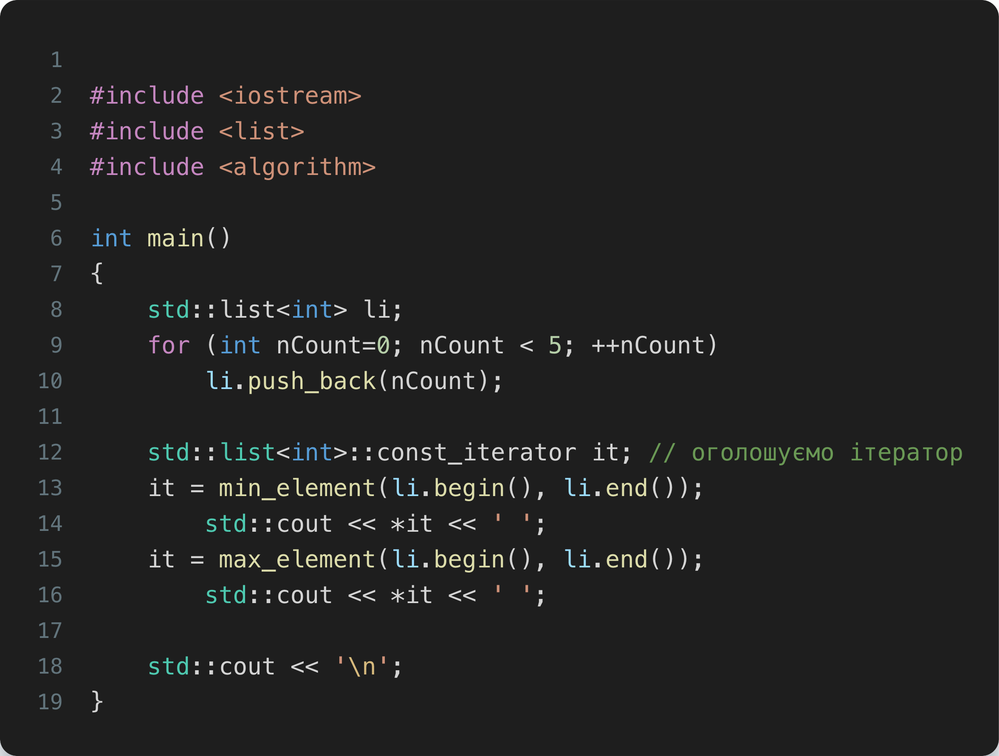 1
2 #include <iostream>
3 #include <list>
4 #include <algorithm>
5
6 int main()
7 {
8     std::list<int> li;
9     for (int nCount=0; nCount < 5; ++nCount)
10         li.push_back(nCount);
11
12     std::list<int>::const_iterator it; // оголошуємо ітератор
13     it = min_element(li.begin(), li.end());
14         std::cout << *it << ' ';
15     it = max_element(li.begin(), li.end());
16         std::cout << *it << ' ';
17
18     std::cout << '\n';
19 }